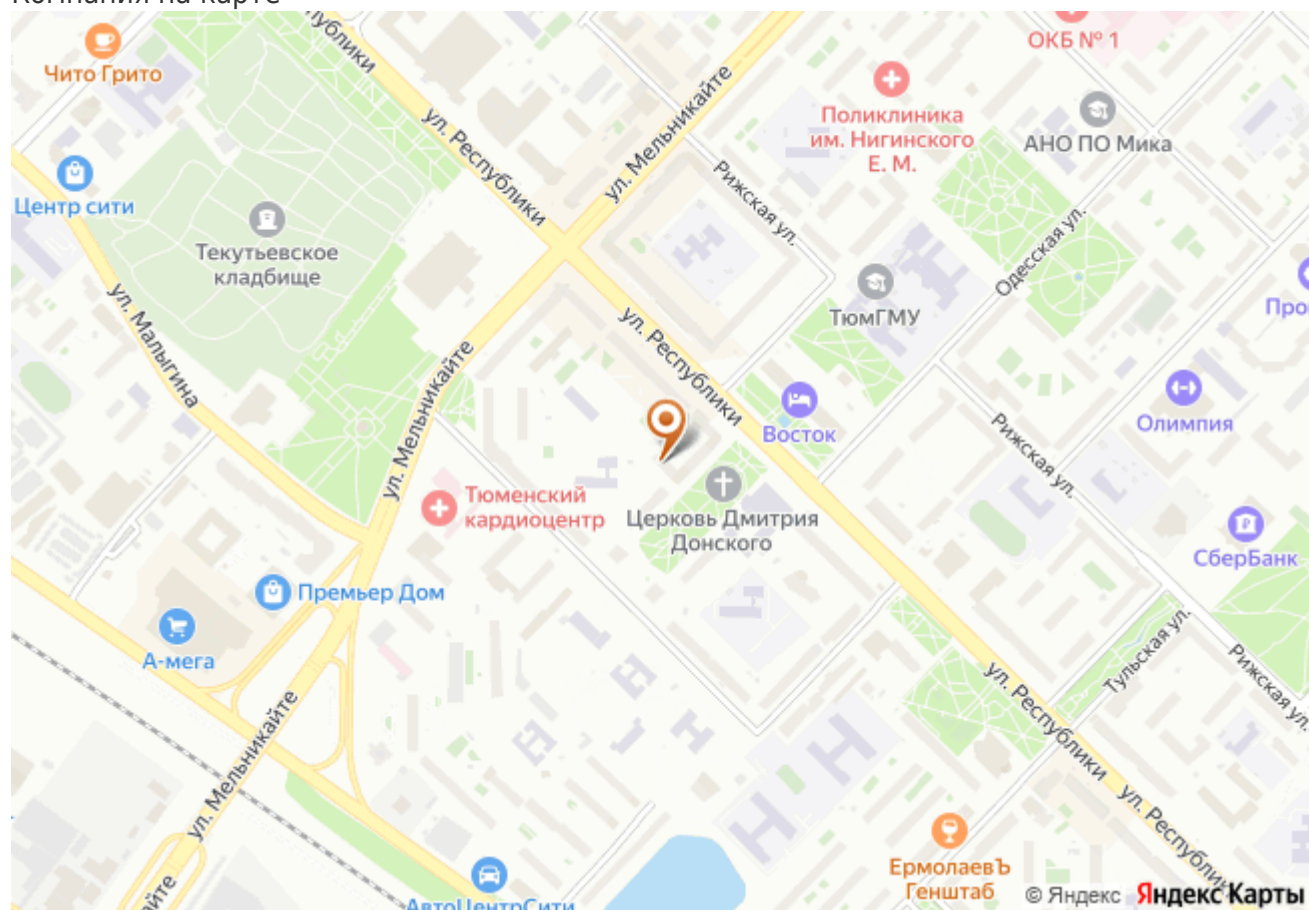 Компания на карте
Чито Грито
ул. Республики
ОКБ № 1
Поликлиника
им. Нигинского
Е. М.
АНО ПО Мика
ул. Мельникайте
Центр сити
Текутьевское
кладбище
Рижская ул.
Одесская ул.
ТюмГМУ
ул. Малыгина
ул. Республики
ул. Мельникайте
Восток
Олимпия
Рижская ул.
Тюменский
кардиоцентр
Церковь Дмитрия
Донского
СберБанк
Премьер Дом
А-мега
Тульская ул.
Рижская ул.
ул. Республики
ул. Мельникайте
ул. Республики
ЕрмолаевЪ
Генштаб
АвтоЦентрСити
© Яндекс Яндекс Карты